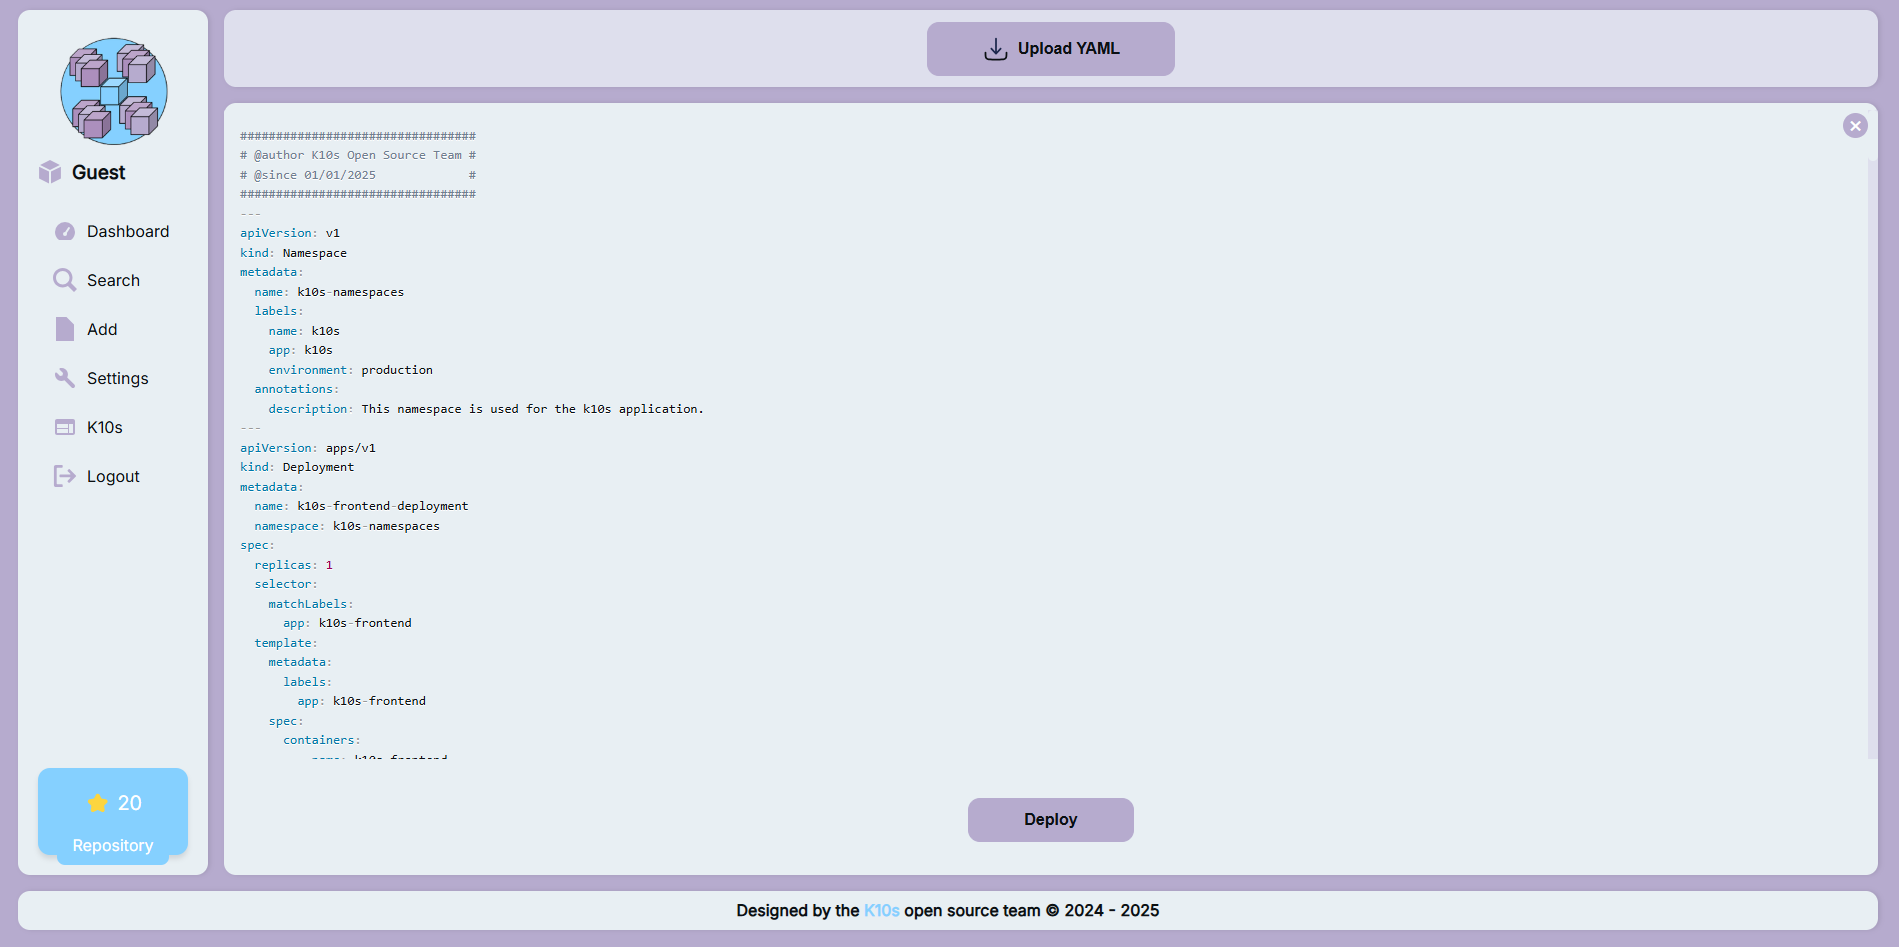 Guest
Dashboard
Search
Add
Settings
K10s
Logout
20
Repository
Upload YAML
#################################
# @author K10s Open Source Team #
# @since 01/01/2025             #
#################################
---
apiVersion: v1
kind: Namespace
metadata:
  name: k10s-namespaces
  labels:
    name: k10s
    app: k10s
    environment: production
  annotations:
    description: This namespace is used for the k10s application.
---
apiVersion: apps/v1
kind: Deployment
metadata:
  name: k10s-frontend-deployment
  namespace: k10s-namespaces
spec:
  replicas: 1
  selector:
    matchLabels:
      app: k10s-frontend
  template:
    metadata:
      labels:
        app: k10s-frontend
    spec:
      containers:
          name: k10s-frontend
Deploy
Designed by the K10s open source team © 2024 - 2025